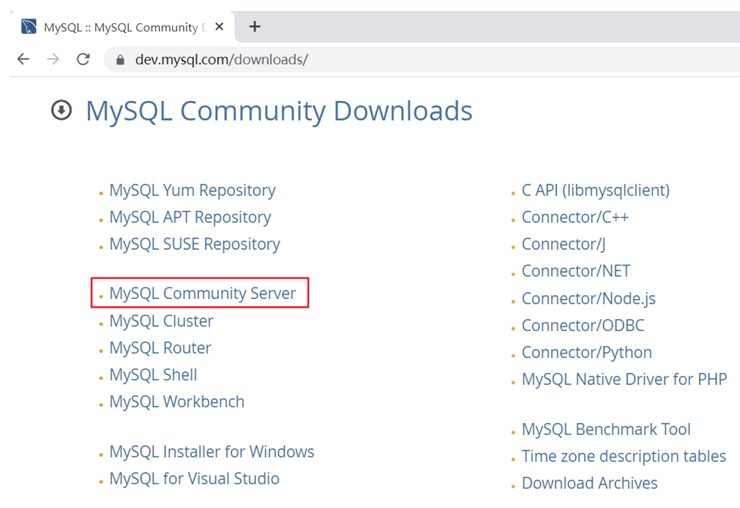 MySQL :: MySQL Community D
dev.mysql.com/downloads/
MySQL Community Downloads
MySQL Yum Repository
MySQL APT Repository
MySQL SUSE Repository
MySQL Community Server
MySQL Cluster
MySQL Router
MySQL Shell
MySQL Workbench
MySQL Installer for Windows
MySQL for Visual Studio
C API (libmysqlclient)
Connector/C++
Connector/J
Connector/NET
Connector/Node.js
Connector/ODBC
Connector/Python
MySQL Native Driver for PHP
MySQL Benchmark Tool
Time zone description tables
Download Archives